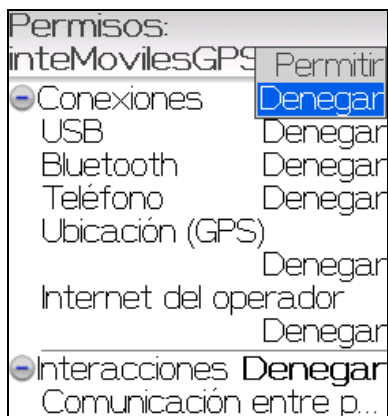 Permisos:
inteMovilesGPS Permitir
Conexiones Denegar
USB Denegar
Bluetooth Denegar
Teléfono Denegar
Ubicación (GPS)
Denegar
Internet del operador
Denegar
Interacciones Denegar
Comunicación entre p...